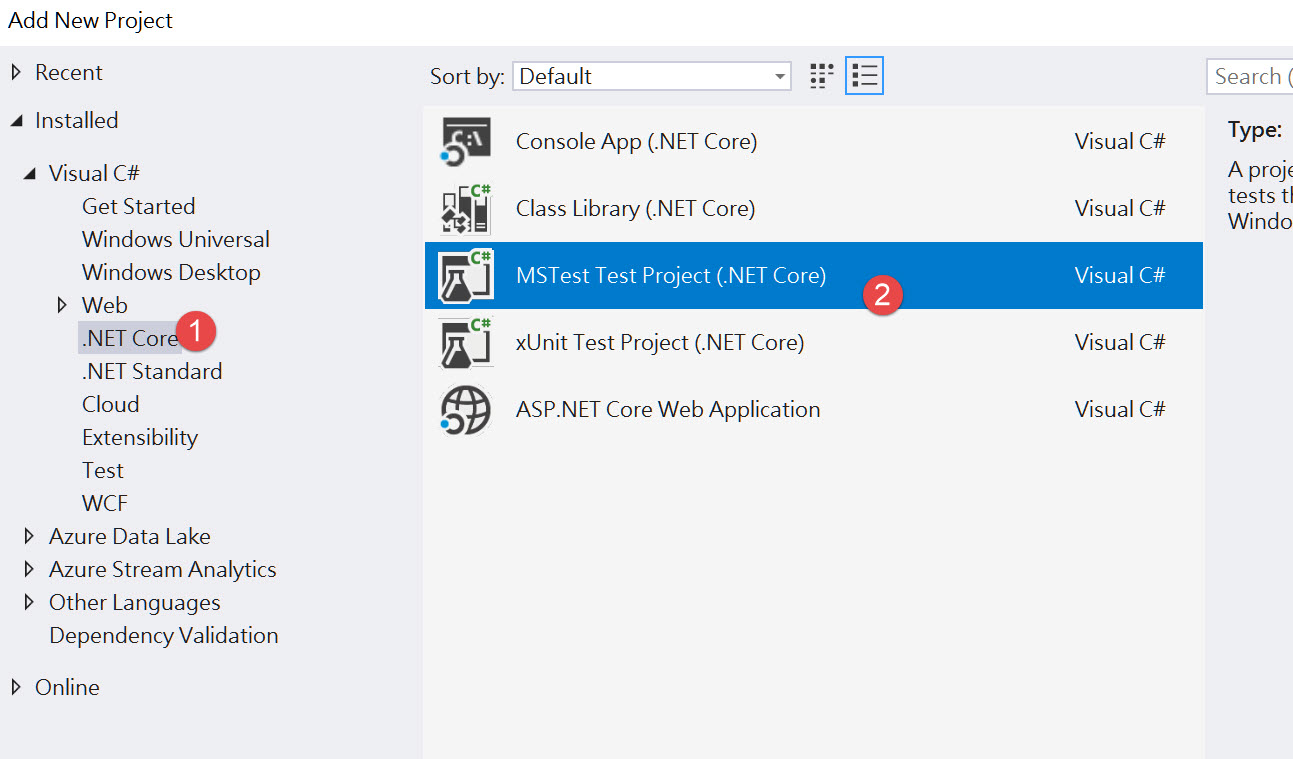 Add New Project
Recent
Installed
Visual C#
Get Started
Windows Universal
Windows Desktop
Web
.NET Core
1
.NET Standard
Cloud
Extensibility
Test
WCF
Azure Data Lake
Azure Stream Analytics
Other Languages
Dependency Validation
Online
Sort by: Default
C:\
Console App (.NET Core) Visual C#
C#
Class Library (.NET Core) Visual C#
C#
MSTest Test Project (.NET Core) Visual C#
2
C#
xUnit Test Project (.NET Core) Visual C#
ASP.NET Core Web Application Visual C#
Search (
Type:
A proje
tests th
Windo